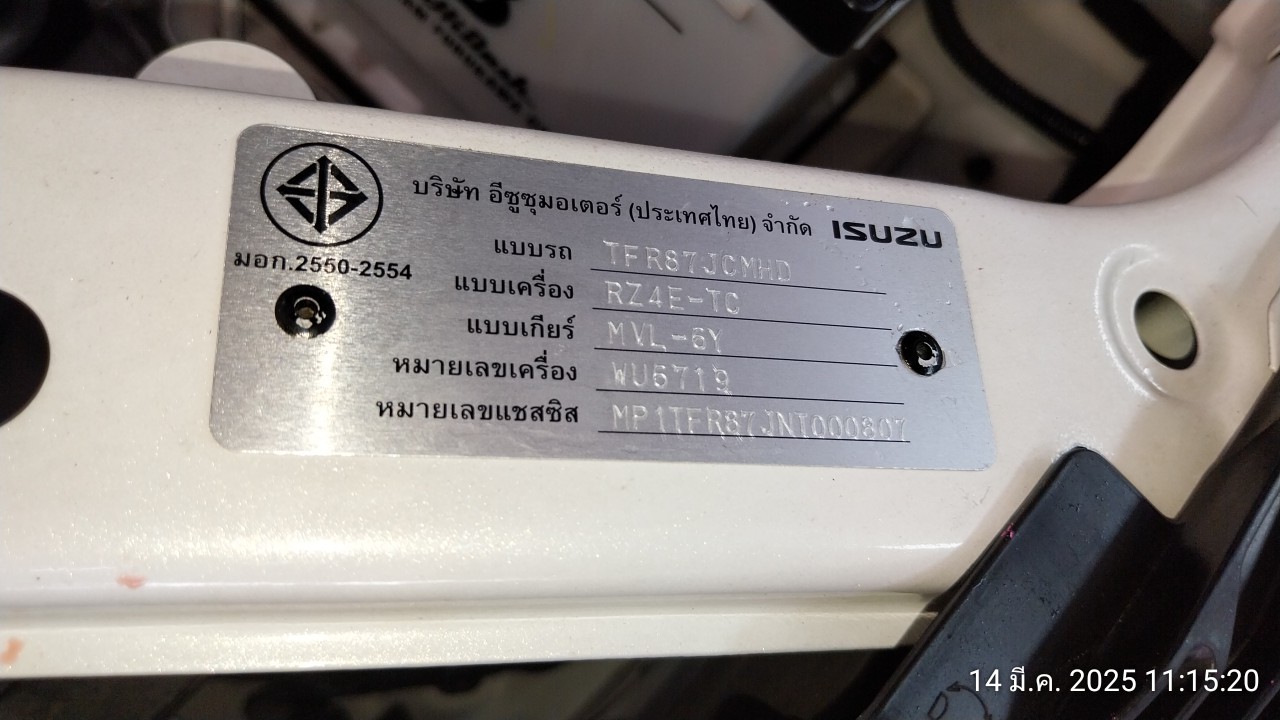 บริษัท อีซูซุมอเตอร์ (ประเทศไทย) จำกัด ISUZU
มอก.2550-2554
แบบรถ TFR87JCMHD
แบบเครื่อง RZ4E-TC
แบบเกียร์ MVL-6Y
หมายเลขเครื่อง WU5719
หมายเลขแชสซิส MP1TFR87JNT000807
14 มี.ค. 2025 11:15:20